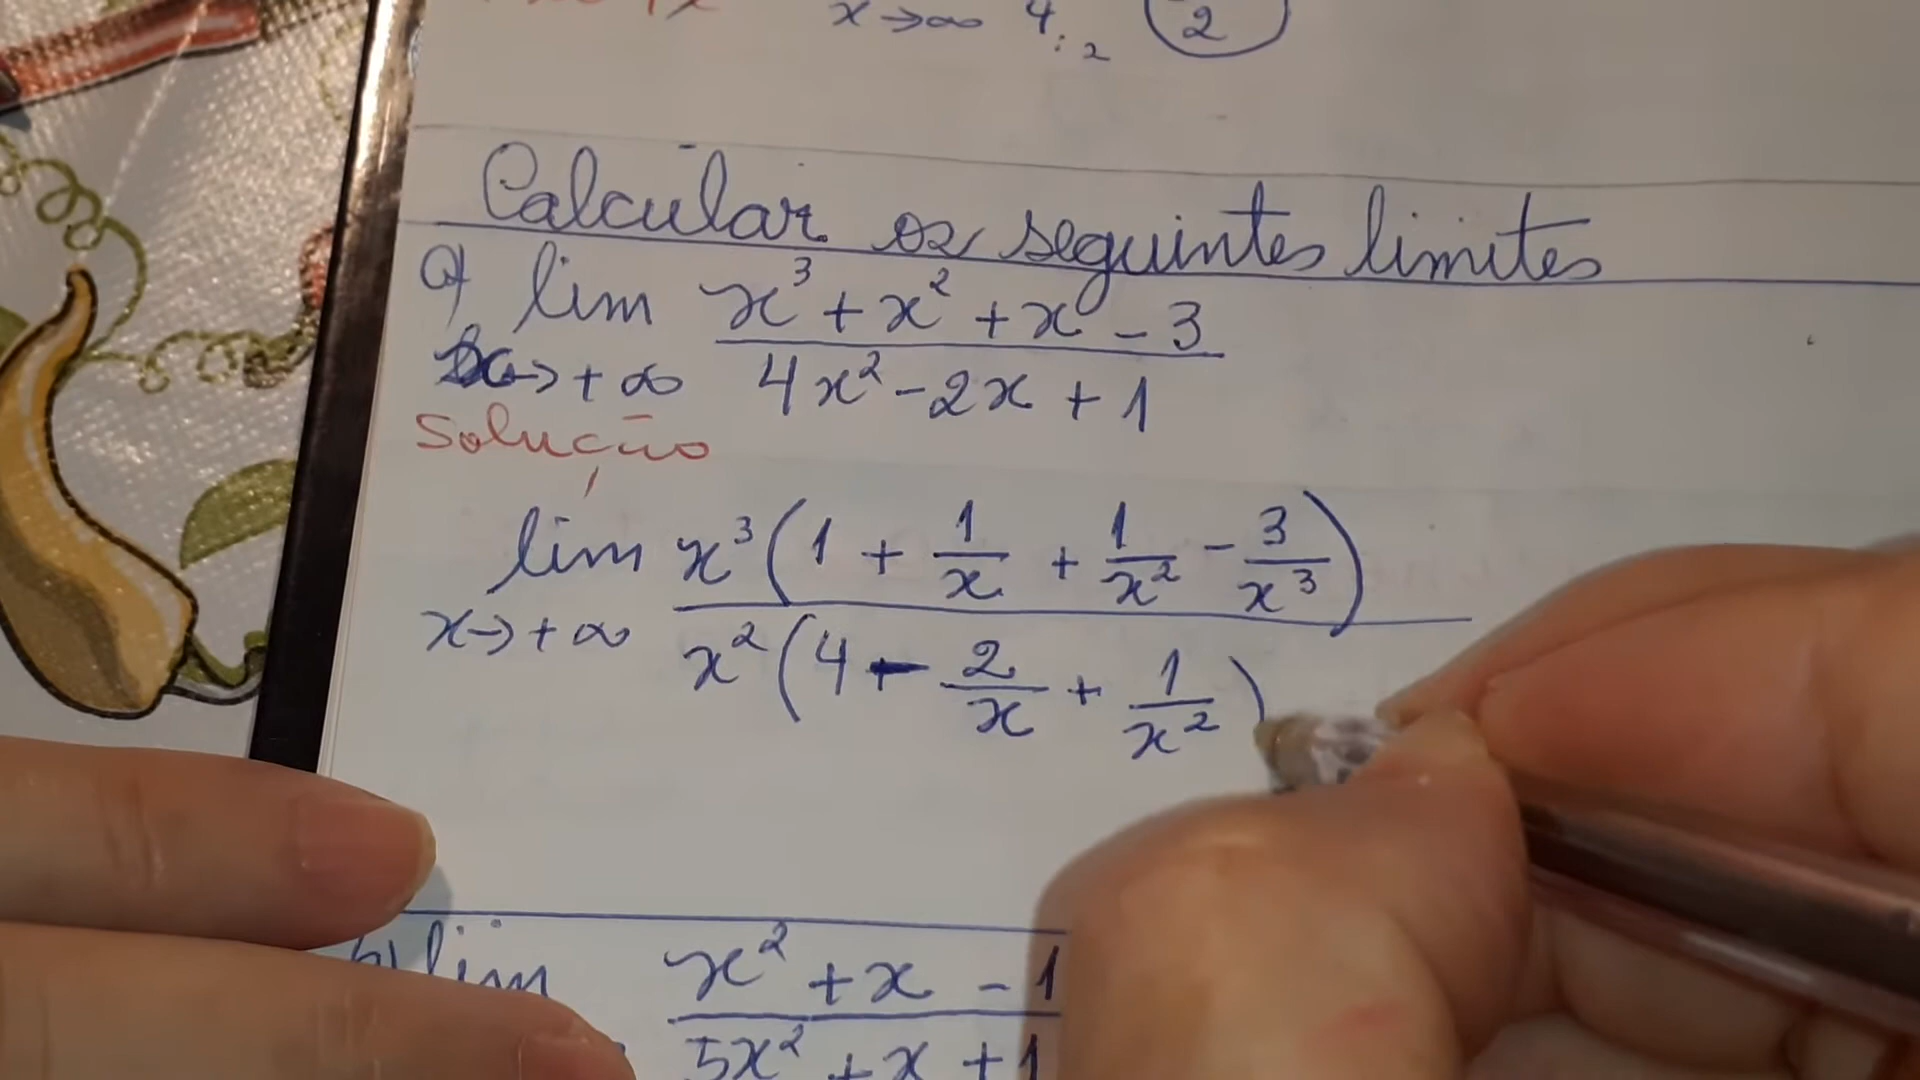 x→∞ 4:2 2
Calcular os seguintes limites
a) lim x³ + x² + x - 3
x→+∞ 4x² - 2x + 1
Solução
lim x³(1 + 1/x + 1/x² - 3/x³)
x→+∞ x²(4 - 2/x + 1/x²)
b) lim x² + x - 1
5x² + x + 1